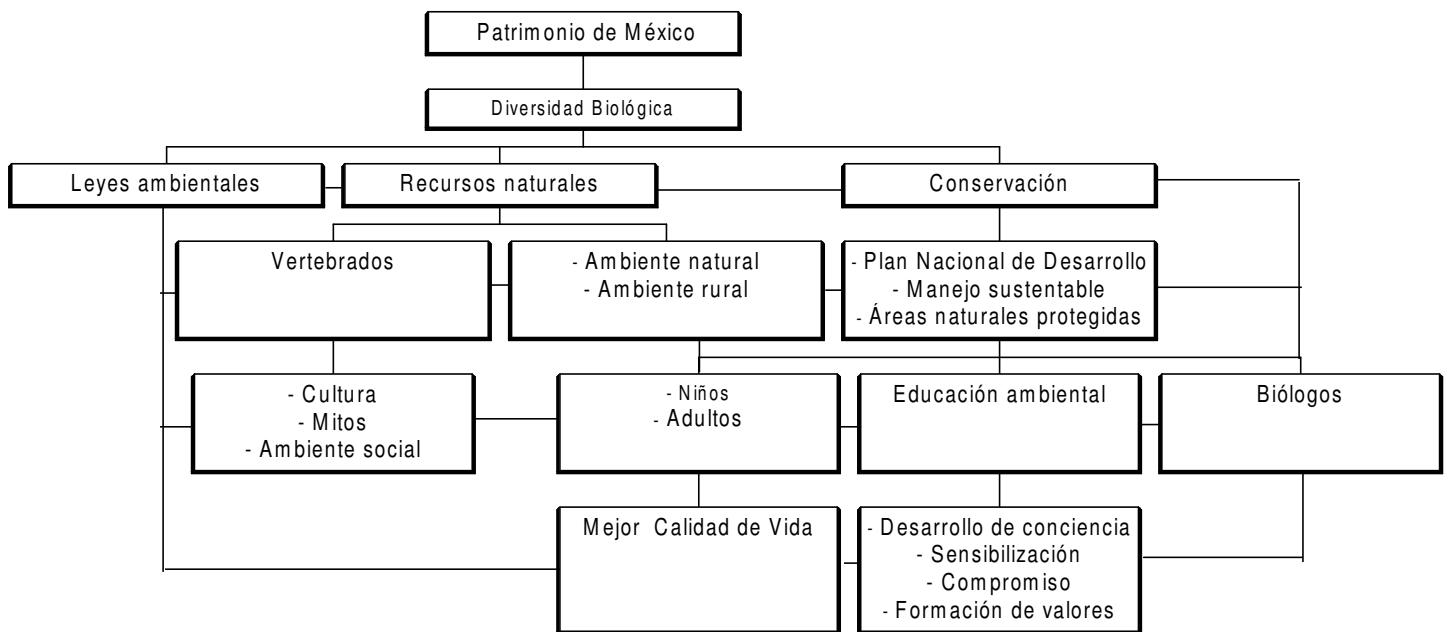 Patrimonio de México
Diversidad Biológica
Leyes ambientales
Recursos naturales
Conservación
Vertebrados
- Ambiente natural
- Ambiente rural
- Plan Nacional de Desarrollo
- Manejo sustentable
- Áreas naturales protegidas
- Cultura
- Mitos
- Ambiente social
- Niños
- Adultos
Educación ambiental
Biólogos
Mejor Calidad de Vida
- Desarrollo de conciencia
- Sensibilización
- Compromiso
- Formación de valores